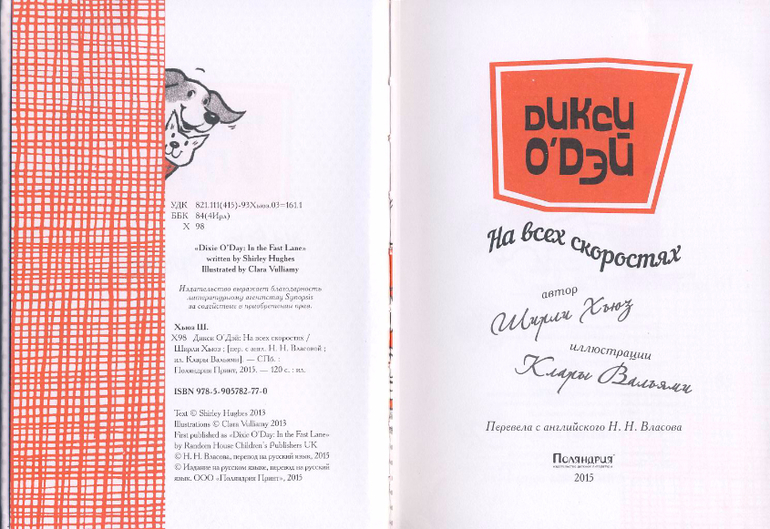 УДК 821.111(415)-93Хьюз.03=161.1
ББК 84(4Ирл)
Х 98
«Dixie O'Day: In the Fast Lane»
written by Shirley Hughes
Illustrated by Clara Vulliamy
Издательство выражает благодарность
литературному агентству Synopsis
за содействие в приобретении прав.
Хьюз Ш.
Х98 Дикси О'Дэй: На всех скоростях /
Ширли Хьюз ; [пер. с англ. Н. Н. Власовой ;
ил. Клары Вальями]. — СПб. :
Поляндрия Принт, 2015. — 120 с. : ил.
ISBN 978-5-905782-77-0
Text © Shirley Hughes 2013
Illustrations © Clara Vulliamy 2013
First published as «Dixie O'Day: In the Fast Lane»
by Random House Children's Publishers UK
© Н. Н. Власова, перевод на русский язык, 2015
© Издание на русском языке, перевод на русский
язык, ООО «Поляндрия Принт», 2015
Дикси
О'Дэй
На всех скоростях
автор
Ширли Хьюз
иллюстрации
Клары Вальями
Перевела с английского Н. Н. Власова
Поляндрия
2015